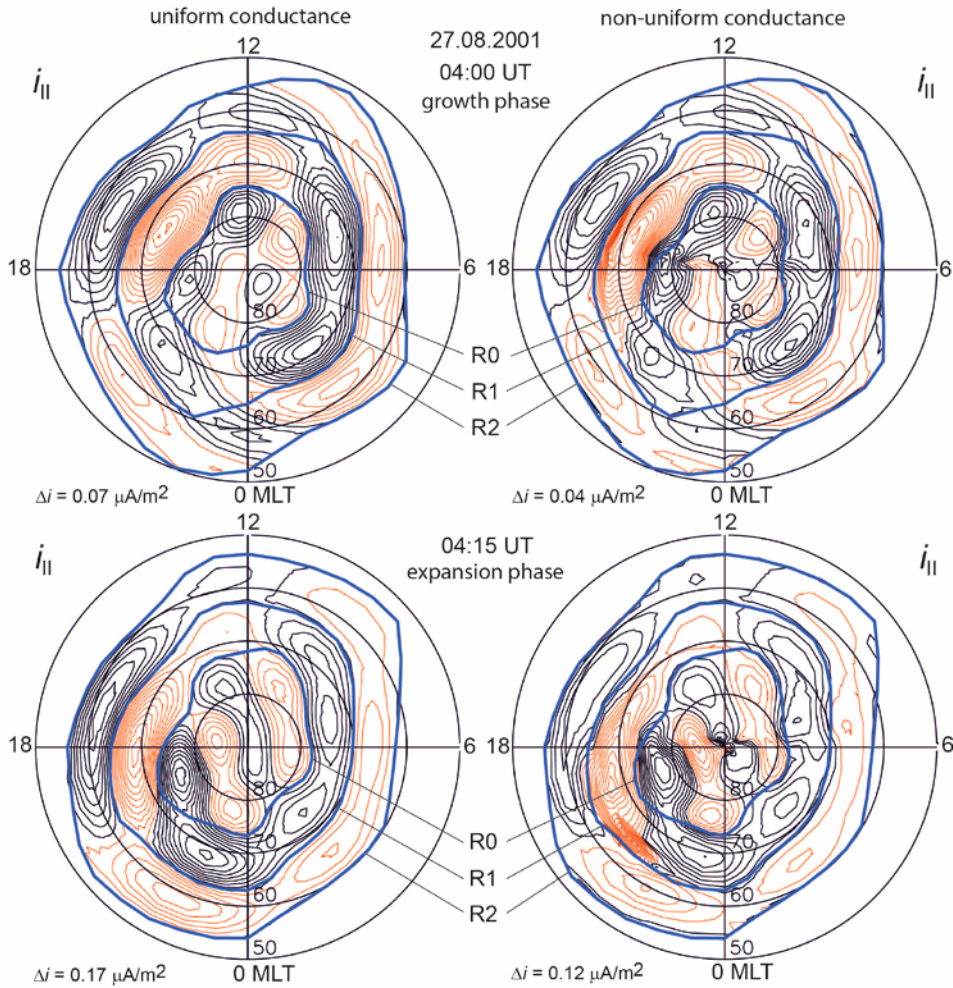 uniform conductance
non-uniform conductance
27.08.2001
04:00 UT
growth phase
12
12
i||
i||
18
6
18
6
80
80
70
70
60
60
50
50
R0
R1
R2
Δi = 0.07 μA/m²
0 MLT
Δi = 0.04 μA/m²
0 MLT
04:15 UT
expansion phase
12
12
i||
i||
18
6
18
6
80
80
70
70
60
60
50
50
R0
R1
R2
Δi = 0.17 μA/m²
0 MLT
Δi = 0.12 μA/m²
0 MLT